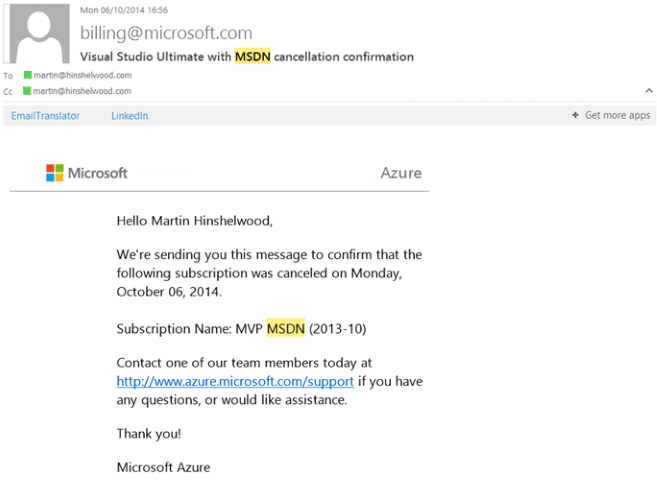 Mon 06/10/2014 16:56
billing@microsoft.com
Visual Studio Ultimate with MSDN cancellation confirmation
To martin@hinshelwood.com
Cc martin@hinshelwood.com
EmailTranslator LinkedIn + Get more apps
Microsoft Azure
Hello Martin Hinshelwood,
We're sending you this message to confirm that the
following subscription was canceled on Monday,
October 06, 2014.
Subscription Name: MVP MSDN (2013-10)
Contact one of our team members today at
http://www.azure.microsoft.com/support if you have
any questions, or would like assistance.
Thank you!
Microsoft Azure